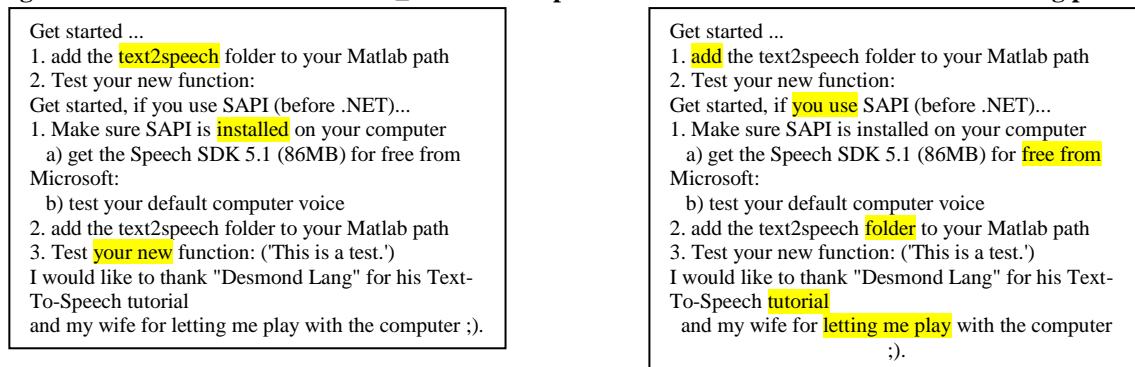 Get started ...
1. add the text2speech folder to your Matlab path
2. Test your new function:
Get started, if you use SAPI (before .NET)...
1. Make sure SAPI is installed on your computer
a) get the Speech SDK 5.1 (86MB) for free from
Microsoft:
b) test your default computer voice
2. add the text2speech folder to your Matlab path
3. Test your new function: ('This is a test.')
I would like to thank "Desmond Lang" for his Text-
To-Speech tutorial
and my wife for letting me play with the computer ;).
Get started ...
1. add the text2speech folder to your Matlab path
2. Test your new function:
Get started, if you use SAPI (before .NET)...
1. Make sure SAPI is installed on your computer
a) get the Speech SDK 5.1 (86MB) for free from
Microsoft:
b) test your default computer voice
2. add the text2speech folder to your Matlab path
3. Test your new function: ('This is a test.')
I would like to thank "Desmond Lang" for his Text-
To-Speech tutorial
and my wife for letting me play with the computer
;).